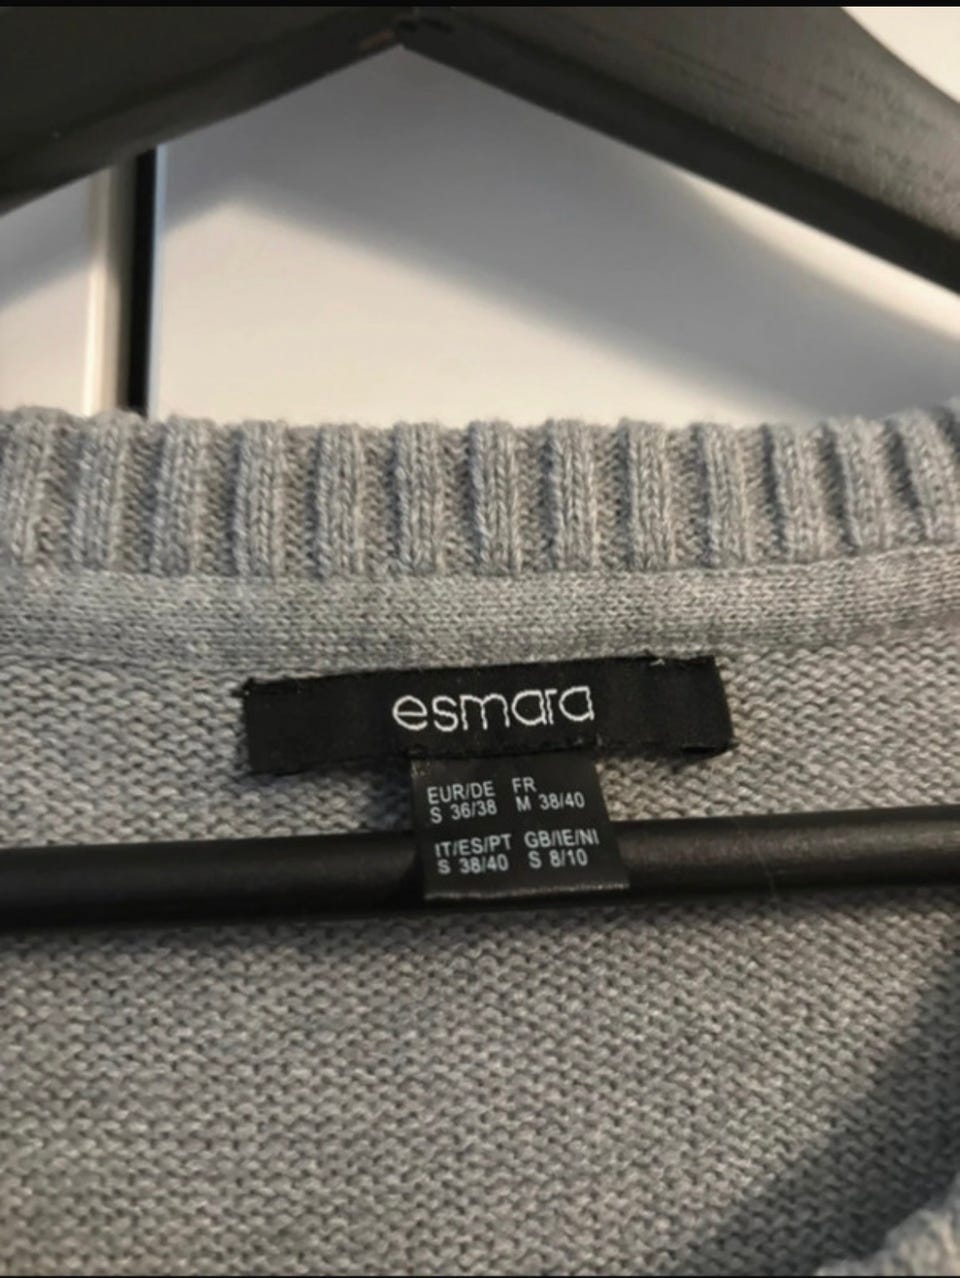 esmara
EUR/DE FR
S 36/38 M 38/40
IT/ES/PT GB/IE/NI
S 38/40 S 8/10